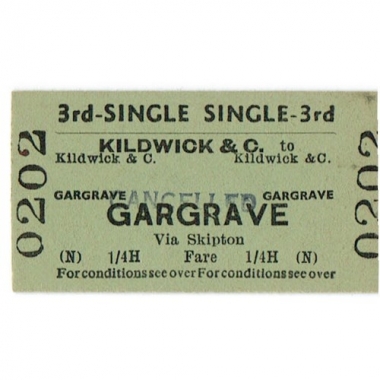 3rd-SINGLE SINGLE-3rd
KILDWICK & C. to
Kildwick & C. Kildwick &C.
GARGRAVE CANCELLED GARGRAVE
GARGRAVE
Via Skipton
(N) 1/4H Fare 1/4H (N)
For conditions see over For conditions see over
0202
0202